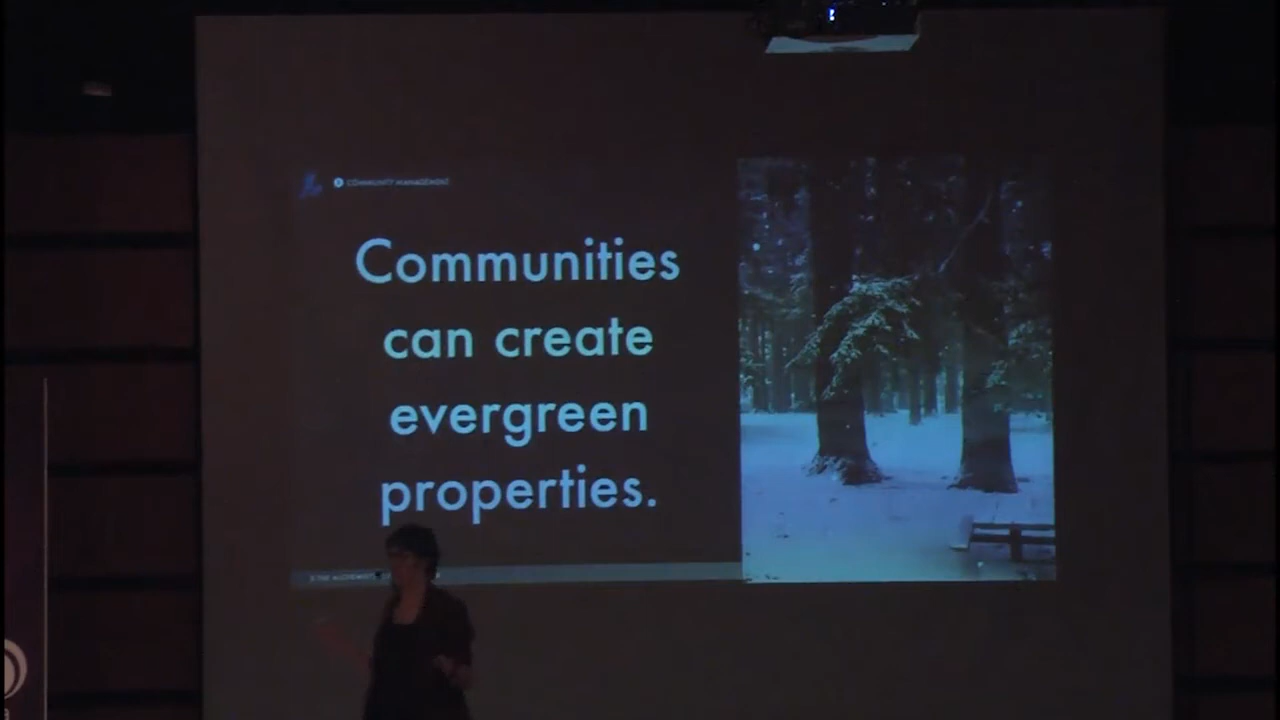 COMMUNITY MANAGEMENT
Communities
can create
evergreen
properties.